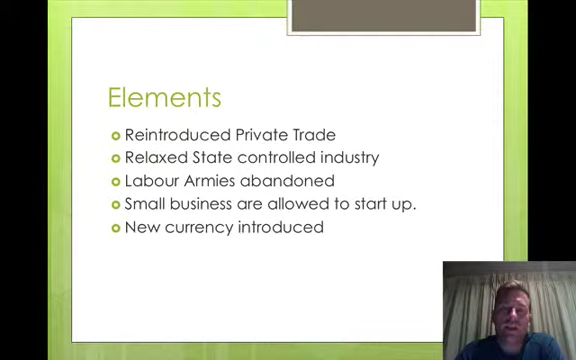 Elements
Reintroduced Private Trade
Relaxed State controlled industry
Labour Armies abandoned
Small business are allowed to start up.
New currency introduced